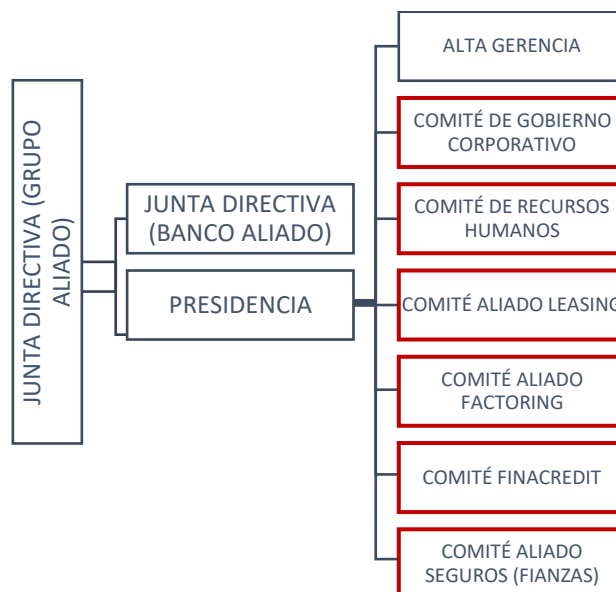 JUNTA DIRECTIVA (GRUPO
ALIADO)
JUNTA DIRECTIVA
(BANCO ALIADO)
PRESIDENCIA
ALTA GERENCIA
COMITÉ DE GOBIERNO
CORPORATIVO
COMITÉ DE RECURSOS
HUMANOS
COMITÉ ALIADO LEASING
COMITÉ ALIADO
FACTORING
COMITÉ FINACREDIT
COMITÉ ALIADO
SEGUROS (FIANZAS)